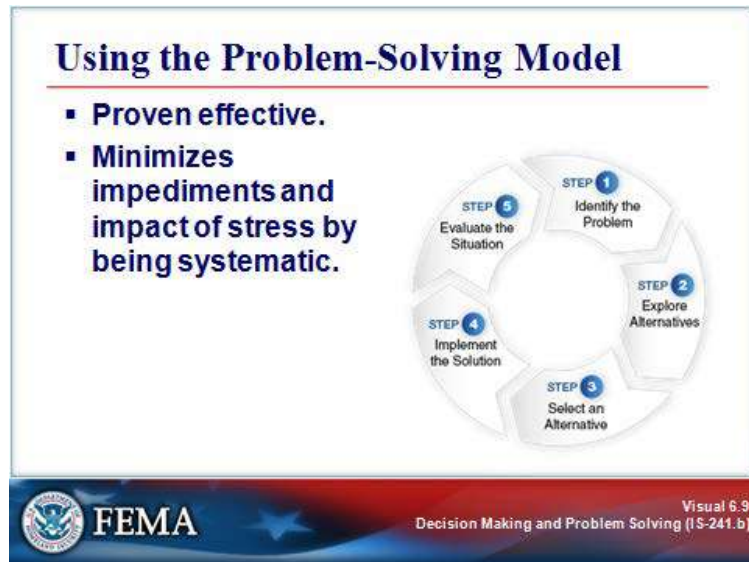 Using the Problem-Solving Model
▪ Proven effective.
▪ Minimizes
impediments and
impact of stress by
being systematic.
STEP 1
Identify the
Problem
STEP 2
Explore
Alternatives
STEP 3
Select an
Alternative
STEP 4
Implement
the Solution
STEP 5
Evaluate the
Situation
FEMA
Visual 6.9
Decision Making and Problem Solving (IS-241.b)